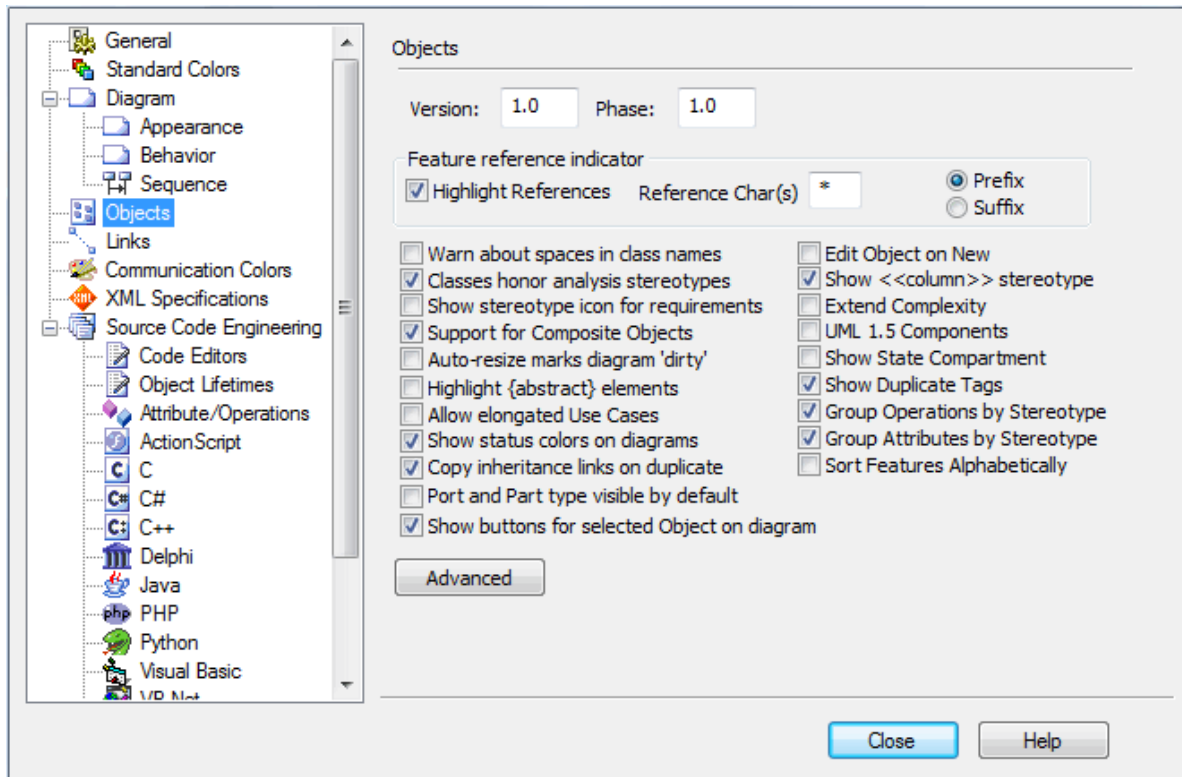 General
Standard Colors
Diagram
Appearance
Behavior
Sequence
Objects
Links
Communication Colors
XML Specifications
Source Code Engineering
Code Editors
Object Lifetimes
Attribute/Operations
ActionScript
C
C#
C++
Delphi
Java
PHP
Python
Visual Basic
VB.Net
Objects
Version: 1.0 Phase: 1.0
Feature reference indicator
Highlight References Reference Char(s) * Prefix
Suffix
Warn about spaces in class names
Classes honor analysis stereotypes
Show stereotype icon for requirements
Support for Composite Objects
Auto-resize marks diagram 'dirty'
Highlight {abstract} elements
Allow elongated Use Cases
Show status colors on diagrams
Copy inheritance links on duplicate
Port and Part type visible by default
Show buttons for selected Object on diagram
Edit Object on New
Show <<column>> stereotype
Extend Complexity
UML 1.5 Components
Show State Compartment
Show Duplicate Tags
Group Operations by Stereotype
Group Attributes by Stereotype
Sort Features Alphabetically
Advanced
Close Help